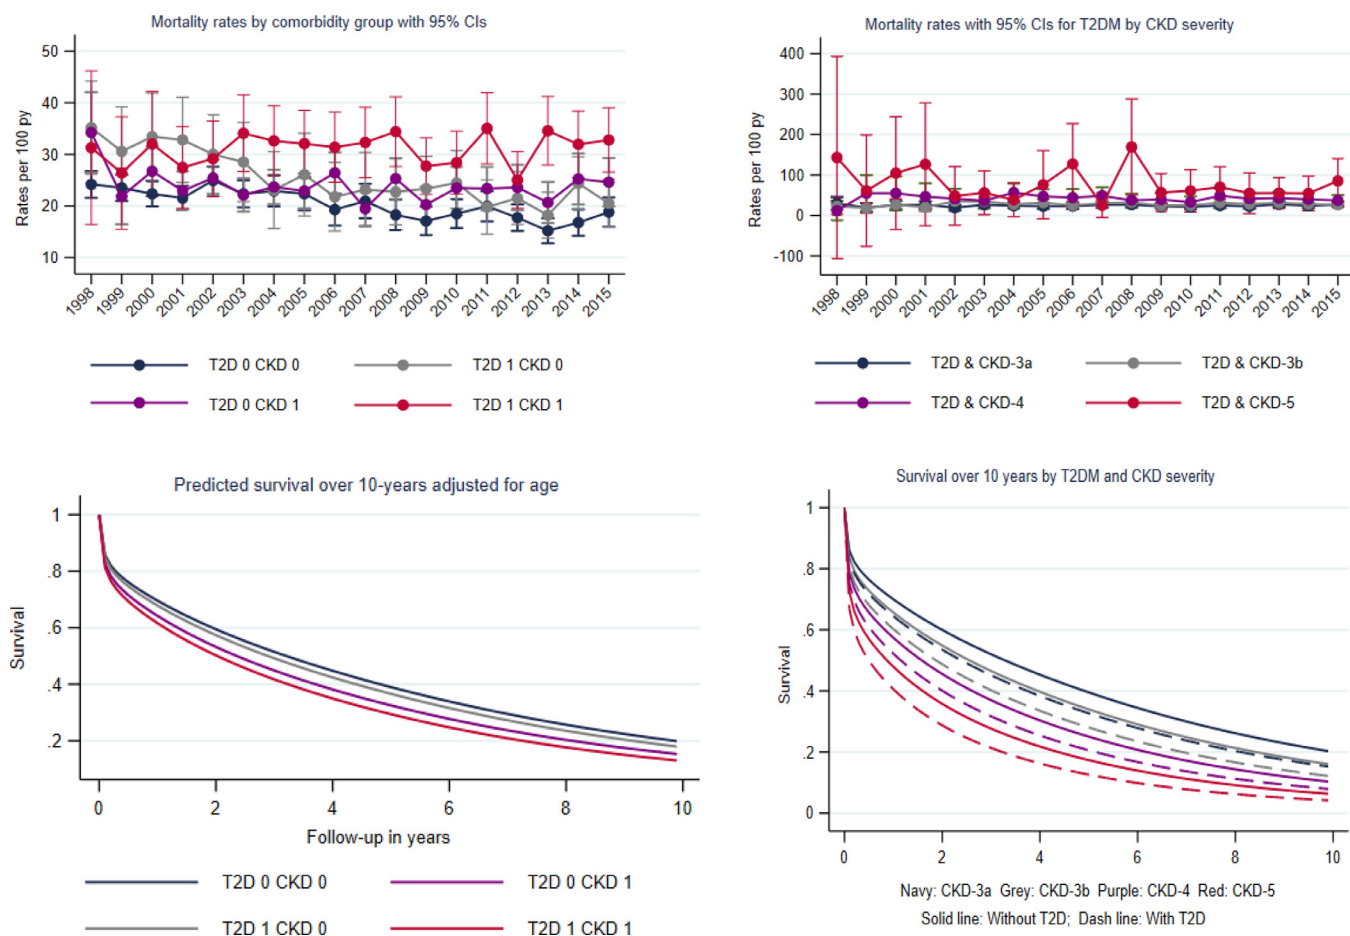 Mortality rates by comorbidity group with 95% CIs
Rates per 100 py
50
40
30
20
10
1998 1999 2000 2001 2002 2003 2004 2005 2006 2007 2008 2009 2010 2011 2012 2013 2014 2015
T2D 0 CKD 0 T2D 1 CKD 0
T2D 0 CKD 1 T2D 1 CKD 1
Mortality rates with 95% CIs for T2DM by CKD severity
Rates per 100 py
400
300
200
100
0
-100
1998 1999 2000 2001 2002 2003 2004 2005 2006 2007 2008 2009 2010 2011 2012 2013 2014 2015
T2D & CKD-3a T2D & CKD-3b
T2D & CKD-4 T2D & CKD-5
Predicted survival over 10-years adjusted for age
Survival
1
.8
.6
.4
.2
0 2 4 6 8 10
Follow-up in years
T2D 0 CKD 0 T2D 0 CKD 1
T2D 1 CKD 0 T2D 1 CKD 1
Survival over 10 years by T2DM and CKD severity
Survival
1
.8
.6
.4
.2
0
0 2 4 6 8 10
Navy: CKD-3a Grey: CKD-3b Purple: CKD-4 Red: CKD-5
Solid line: Without T2D; Dash line: With T2D